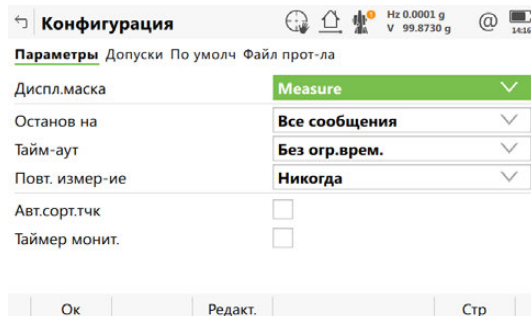 Конфигурация
Hz 0.0001 g
V 99.8730 g
@
14:16
Параметры Допуски По умолч Файл прот-ла
Диспл.маска Measure
Останов на Все сообщения
Тайм-аут Без огр.врем.
Повт. измер-ие Никогда
Авт.сорт.тчк
Таймер монит.
Ок Редакт. Стр